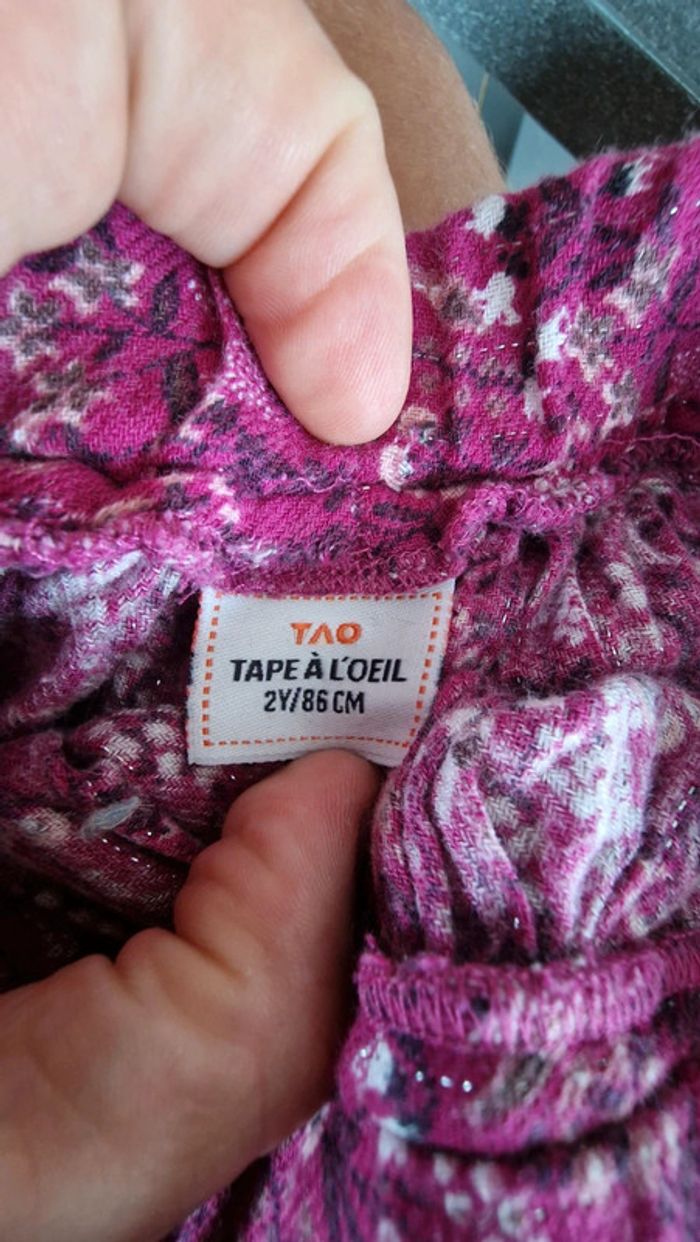 TAO
TAPE À L'OEIL
2Y/86 CM